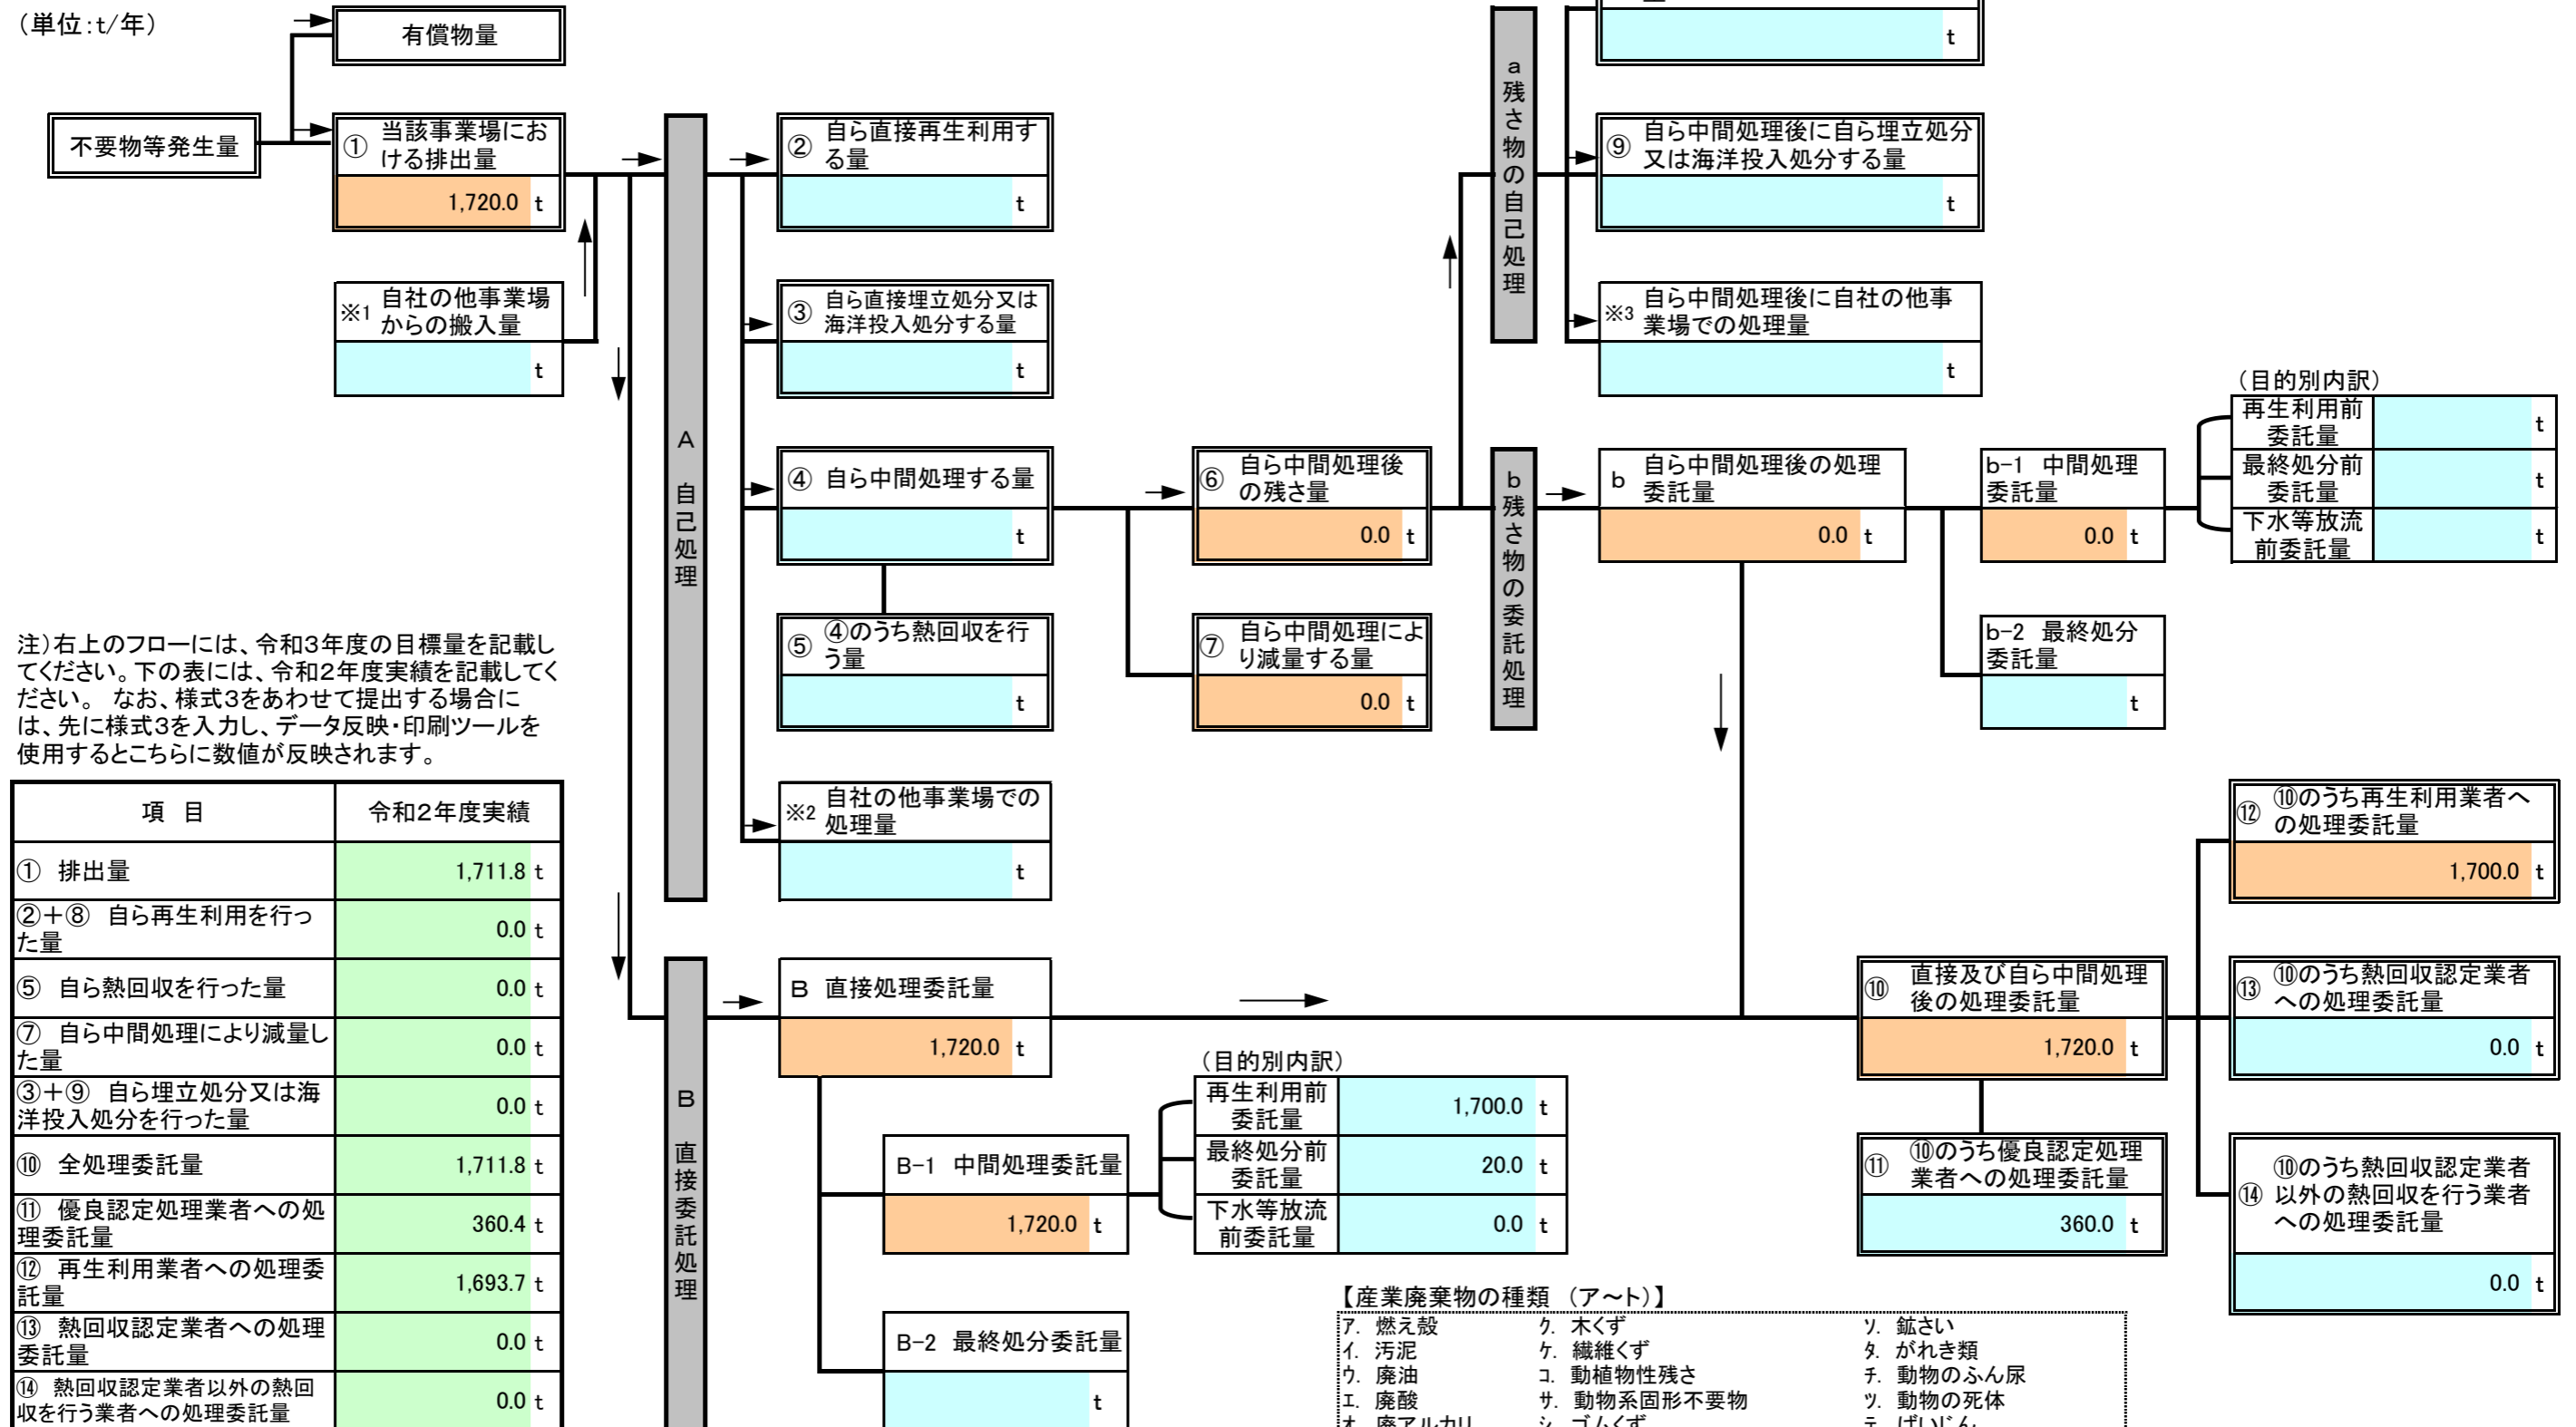 （単位：t/年）
有償物量
不要物等発生量
① 当該事業場にお
ける排出量
1,720.0 t
※1 自社の他事業場
からの搬入量
t
A 自己処理
② 自ら直接再生利用す
る量
t
③ 自ら直接埋立処分又は
海洋投入処分する量
t
④ 自ら中間処理する量
t
⑤ ④のうち熱回収を行
う量
t
※2 自社の他事業場での
処理量
t
⑥ 自ら中間処理後
の残さ量
0.0 t
⑦ 自ら中間処理によ
り減量する量
0.0 t
a 残さ物の自己処理
t
⑨ 自ら中間処理後に自ら埋立処分
又は海洋投入処分する量
t
※3 自ら中間処理後に自社の他事
業場での処理量
t
b 残さ物の委託処理
b 自ら中間処理後の処理
委託量
0.0 t
b-1 中間処理
委託量
0.0 t
（目的別内訳）
再生利用前
委託量
t
最終処分前
委託量
t
下水等放流
前委託量
t
b-2 最終処分
委託量
t
注）右上のフローには、令和3年度の目標量を記載し
てください。下の表には、令和2年度実績を記載してく
ださい。 なお、様式3をあわせて提出する場合に
は、先に様式3を入力し、データ反映・印刷ツールを
使用するとこちらに数値が反映されます。
項 目 令和2年度実績
① 排出量 1,711.8 t
②＋⑧ 自ら再生利用を行っ
た量 0.0 t
⑤ 自ら熱回収を行った量 0.0 t
⑦ 自ら中間処理により減量し
た量 0.0 t
③＋⑨ 自ら埋立処分又は海
洋投入処分を行った量 0.0 t
⑩ 全処理委託量 1,711.8 t
⑪ 優良認定処理業者への処
理委託量 360.4 t
⑫ 再生利用業者への処理委
託量 1,693.7 t
⑬ 熱回収認定業者への処理
委託量 0.0 t
⑭ 熱回収認定業者以外の熱回
収を行う業者への処理委託量 0.0 t
B 直接委託処理
B 直接処理委託量
1,720.0 t
B-1 中間処理委託量
1,720.0 t
（目的別内訳）
再生利用前
委託量
1,700.0 t
最終処分前
委託量
20.0 t
下水等放流
前委託量
0.0 t
B-2 最終処分委託量
t
⑩ 直接及び自ら中間処理
後の処理委託量
1,720.0 t
⑪ ⑩のうち優良認定処理
業者への処理委託量
360.0 t
⑫ ⑩のうち再生利用業者へ
の処理委託量
1,700.0 t
⑬ ⑩のうち熱回収認定業者
への処理委託量
0.0 t
⑭ ⑩のうち熱回収認定業者
以外の熱回収を行う業者
への処理委託量
0.0 t
【産業廃棄物の種類 （ア～ト）】
ア. 燃え殻 ク. 木くず ソ. 鉱さい
イ. 汚泥 ケ. 繊維くず タ. がれき類
ウ. 廃油 コ. 動植物性残さ チ. 動物のふん尿
エ. 廃酸 サ. 動物系固形不要物 ツ. 動物の死体
オ. 廃アルカリ シ. ゴムくず テ. ばいじん